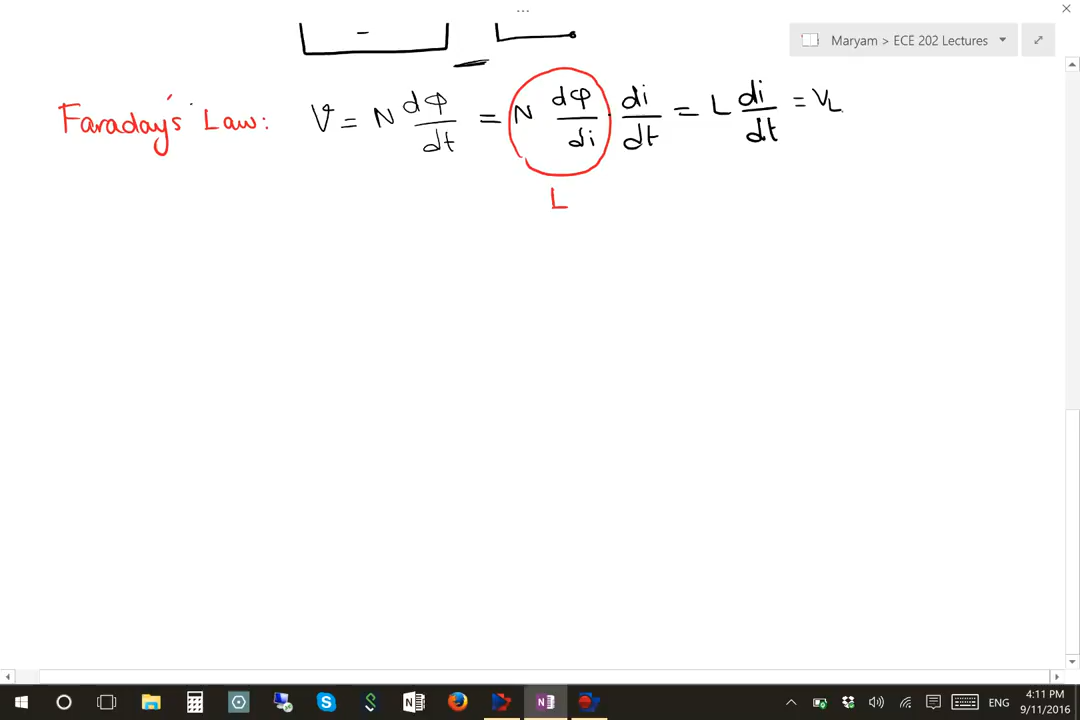 ...
Maryam > ECE 202 Lectures
Faraday's Law: V = N dφ/dt = N dφ/di · di/dt = L di/dt = VL
L
ENG
4:11 PM
9/11/2016